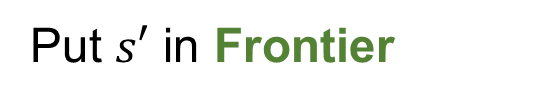 Put s′ in Frontier